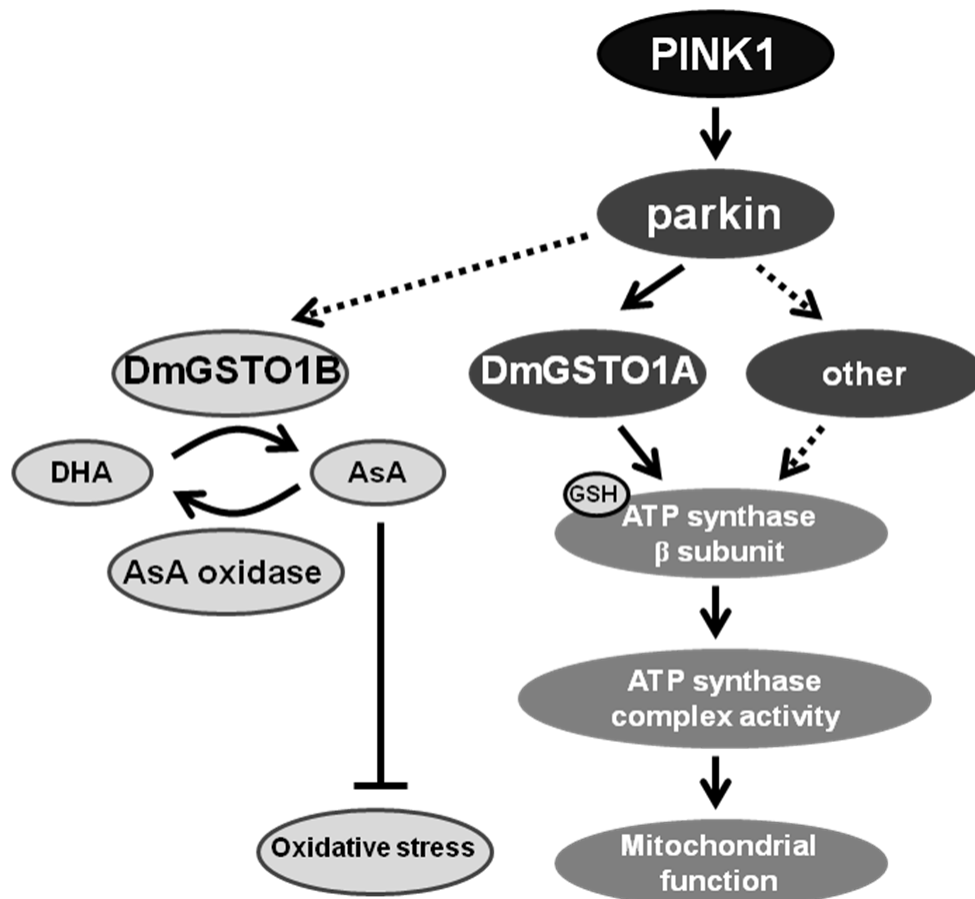 PINK1
parkin
DmGSTO1B
DmGSTO1A
other
DHA
AsA
GSH
ATP synthase
β subunit
AsA oxidase
ATP synthase
complex activity
Oxidative stress
Mitochondrial
function